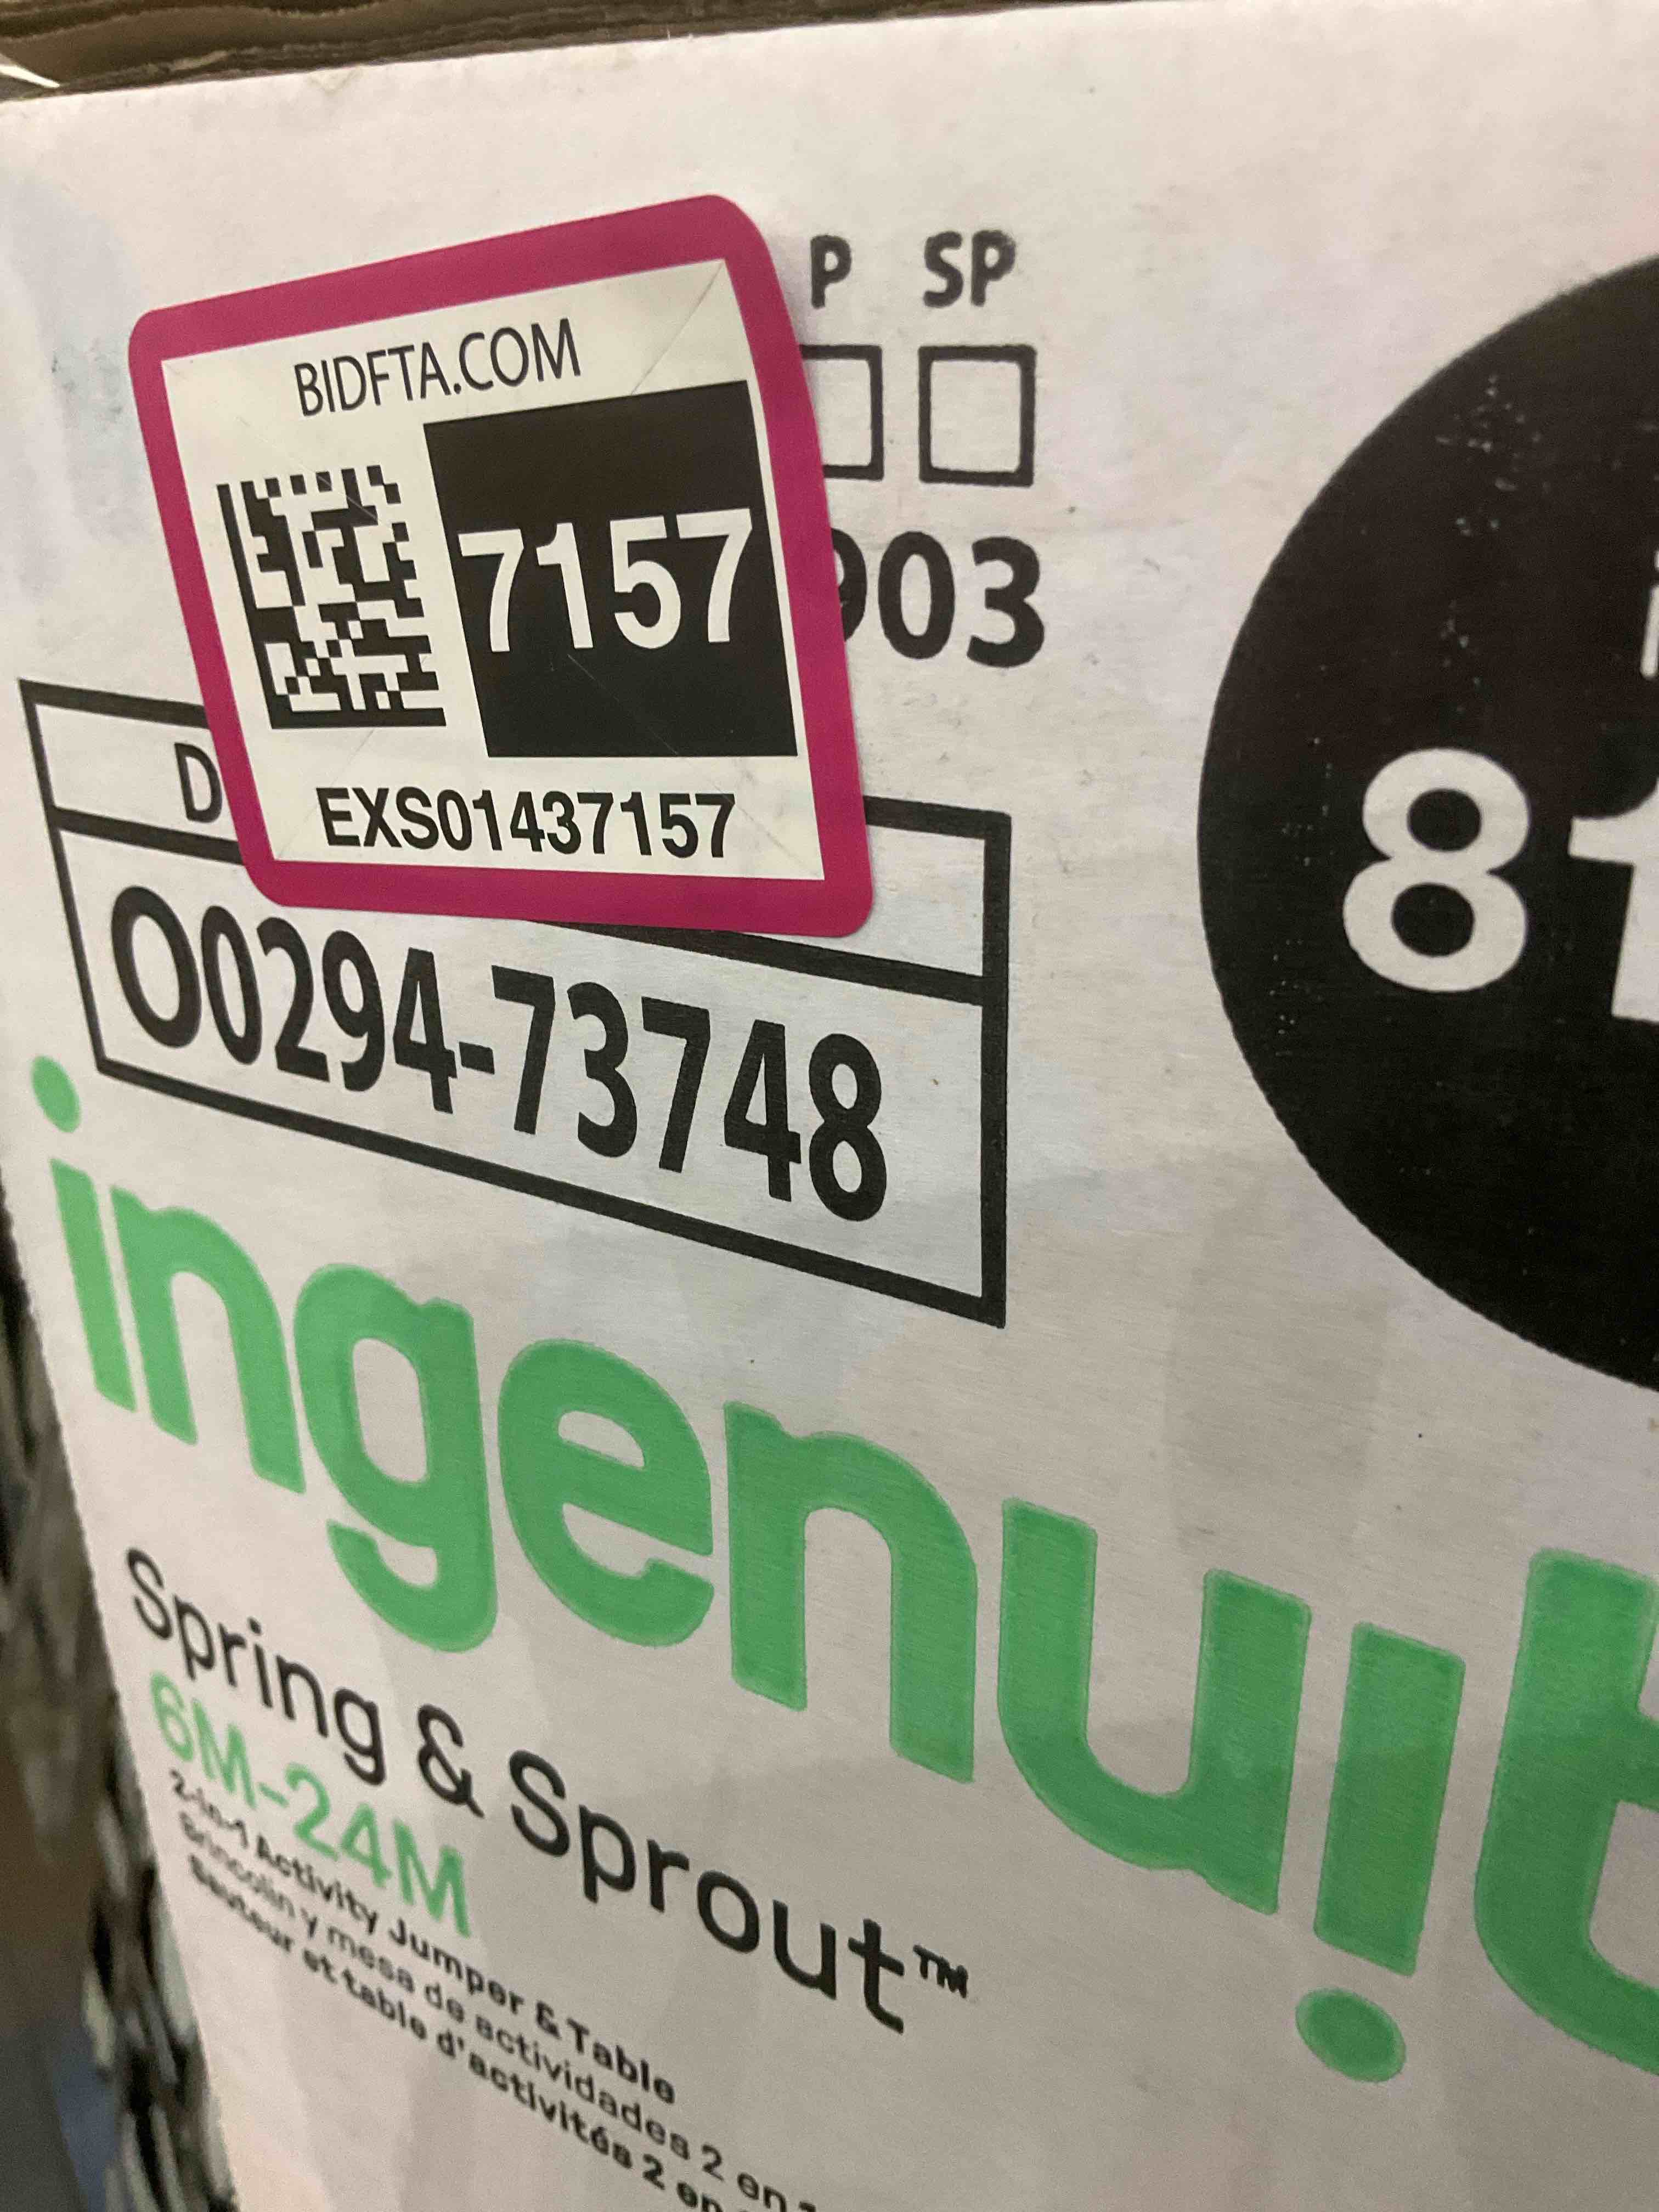 P SP
BIDFTA.COM
7157
903
EXS01437157
D
O0294-73748
8
ingenuit
Spring & Sprout™
6M-24M
2-in-1 Activity Jumper & Table
Brincolín y mesa de actividades 2 en
Sauteur et table d'activités 2 en